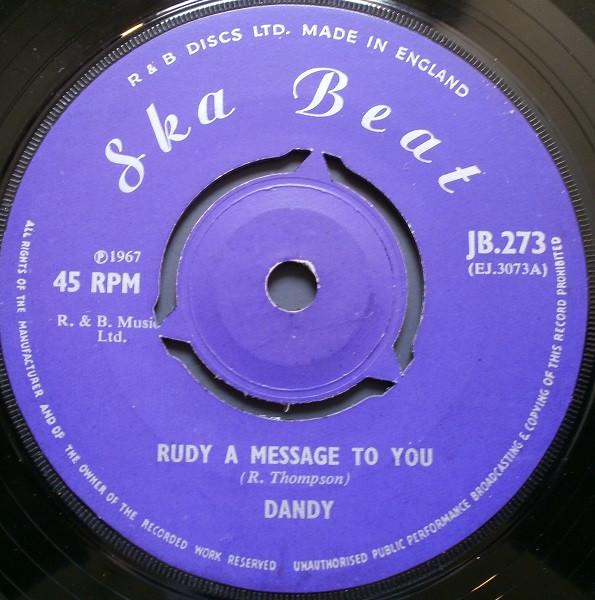 R & B DISCS LTD. MADE IN ENGLAND
Ska Beat
℗1967
45 RPM
R. & B. Music
Ltd.
JB.273
(EJ.3073A)
RUDY A MESSAGE TO YOU
(R. Thompson)
DANDY
ALL RIGHTS OF THE MANUFACTURER AND OF THE OWNER OF THE RECORDED WORK RESERVED UNAUTHORISED PUBLIC PERFORMANCE BROADCASTING & COPYING OF THIS RECORD PROHIBITED